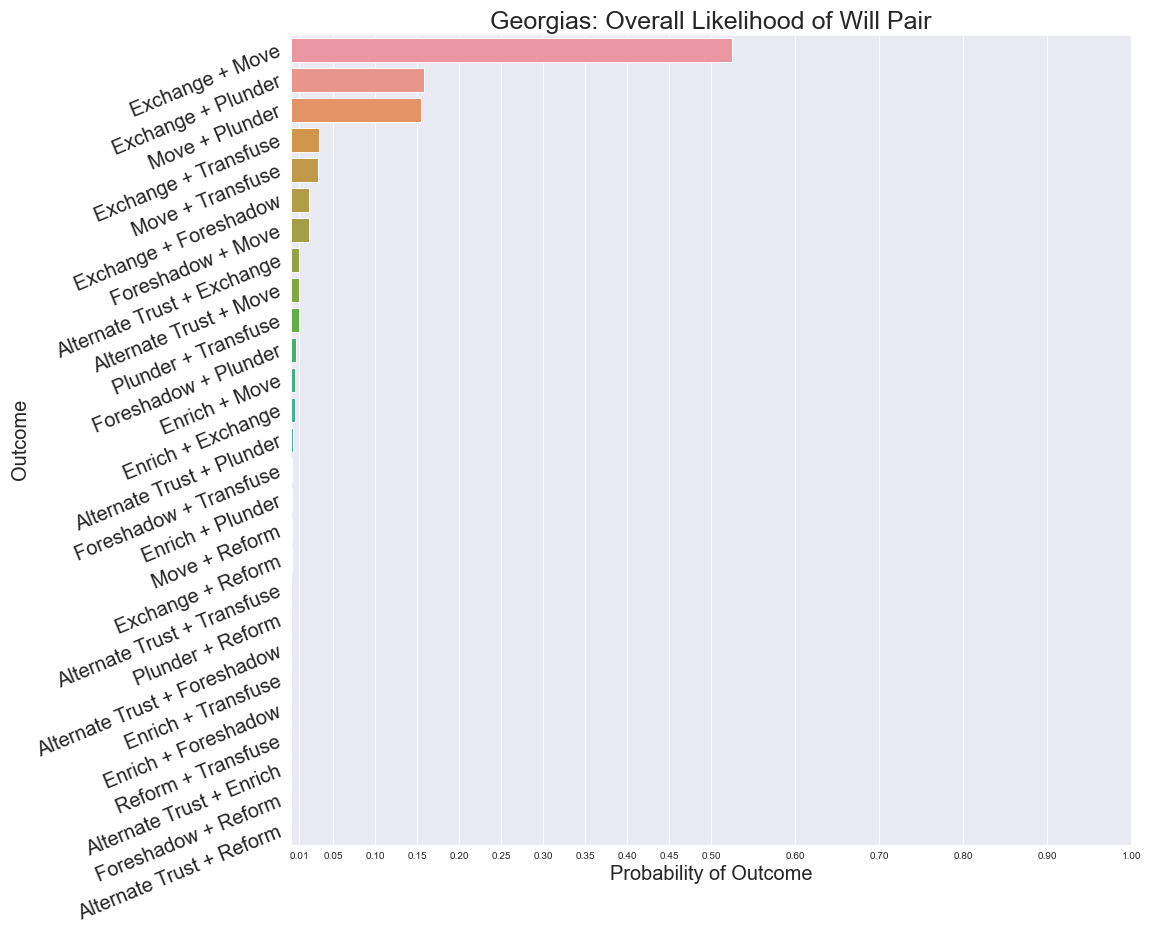 Georgias: Overall Likelihood of Will Pair
Exchange + Move
Exchange + Plunder
Move + Plunder
Exchange + Transfuse
Move + Transfuse
Exchange + Foreshadow
Foreshadow + Move
Alternate Trust + Exchange
Alternate Trust + Move
Plunder + Transfuse
Foreshadow + Plunder
Enrich + Move
Enrich + Exchange
Alternate Trust + Plunder
Foreshadow + Transfuse
Enrich + Plunder
Move + Reform
Exchange + Reform
Alternate Trust + Transfuse
Plunder + Reform
Alternate Trust + Foreshadow
Enrich + Transfuse
Enrich + Foreshadow
Reform + Transfuse
Alternate Trust + Enrich
Foreshadow + Reform
Alternate Trust + Reform
Outcome
0.01 0.05 0.10 0.15 0.20 0.25 0.30 0.35 0.40 0.45 0.50 0.60 0.70 0.80 0.90 1.00
Probability of Outcome